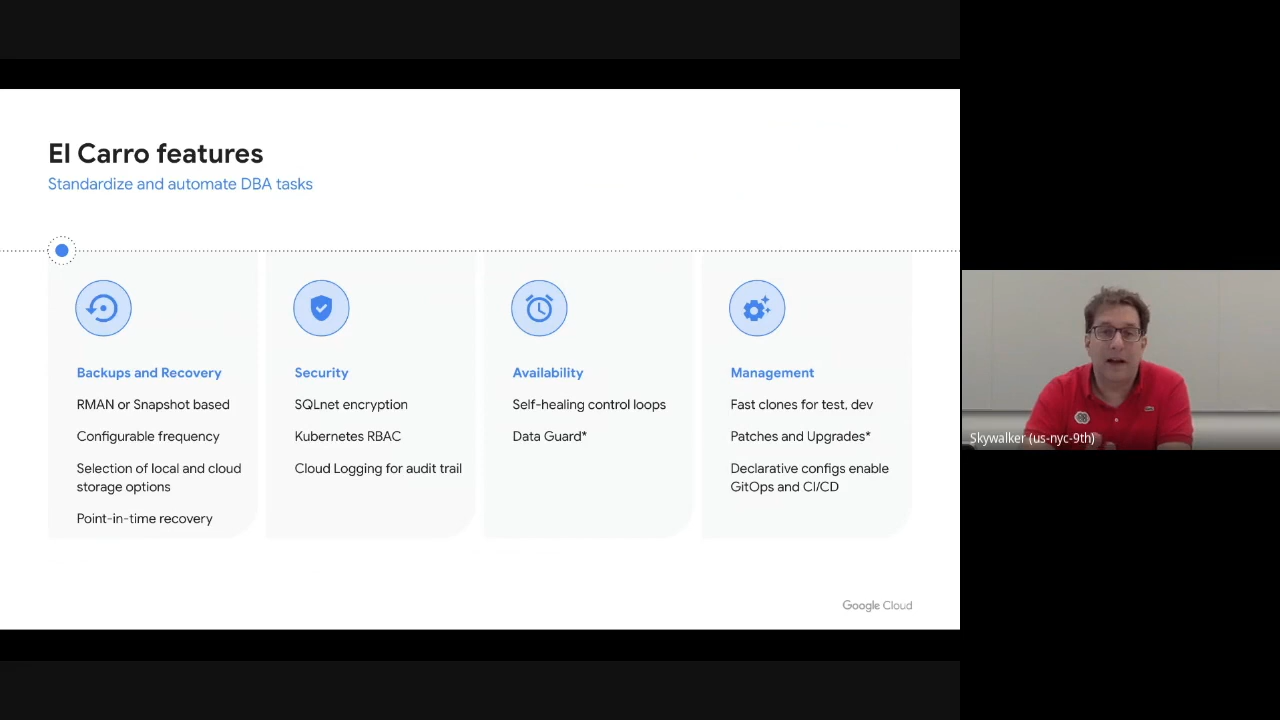 El Carro features
Standardize and automate DBA tasks
Backups and Recovery
RMAN or Snapshot based
Configurable frequency
Selection of local and cloud
storage options
Point-in-time recovery
Security
SQLnet encryption
Kubernetes RBAC
Cloud Logging for audit trail
Availability
Self-healing control loops
Data Guard*
Management
Fast clones for test, dev
Patches and Upgrades*
Declarative configs enable
GitOps and CI/CD
Google Cloud
Skywalker (us-nyc-9th)